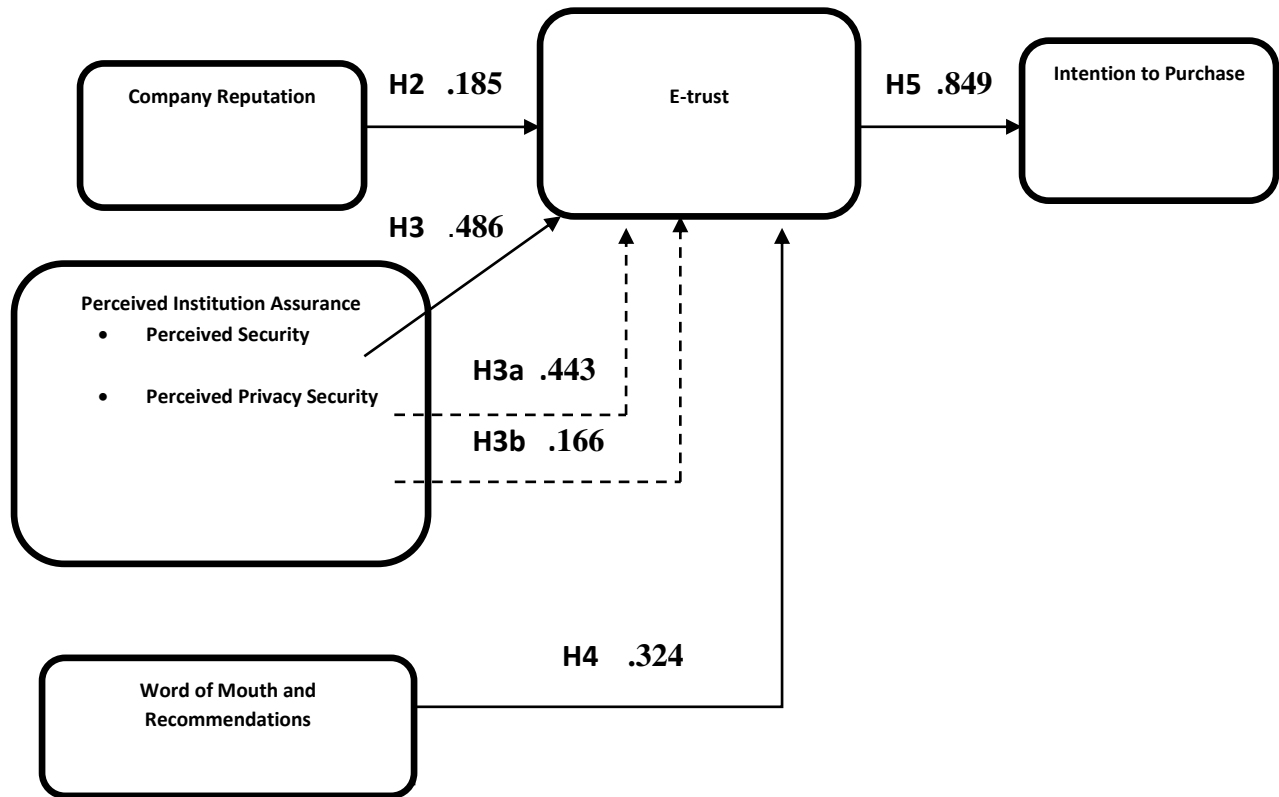 Company Reputation
H2 .185
E-trust
H5 .849
Intention to Purchase
H3 .486
Perceived Institution Assurance
• Perceived Security
• Perceived Privacy Security
H3a .443
H3b .166
H4 .324
Word of Mouth and
Recommendations